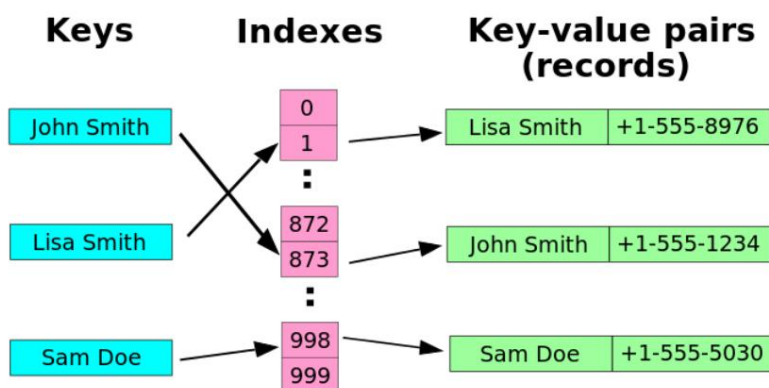 Keys
Indexes
Key-value pairs
(records)
John Smith
Lisa Smith
Sam Doe
0
1
:
872
873
:
998
999
Lisa Smith +1-555-8976
John Smith +1-555-1234
Sam Doe +1-555-5030